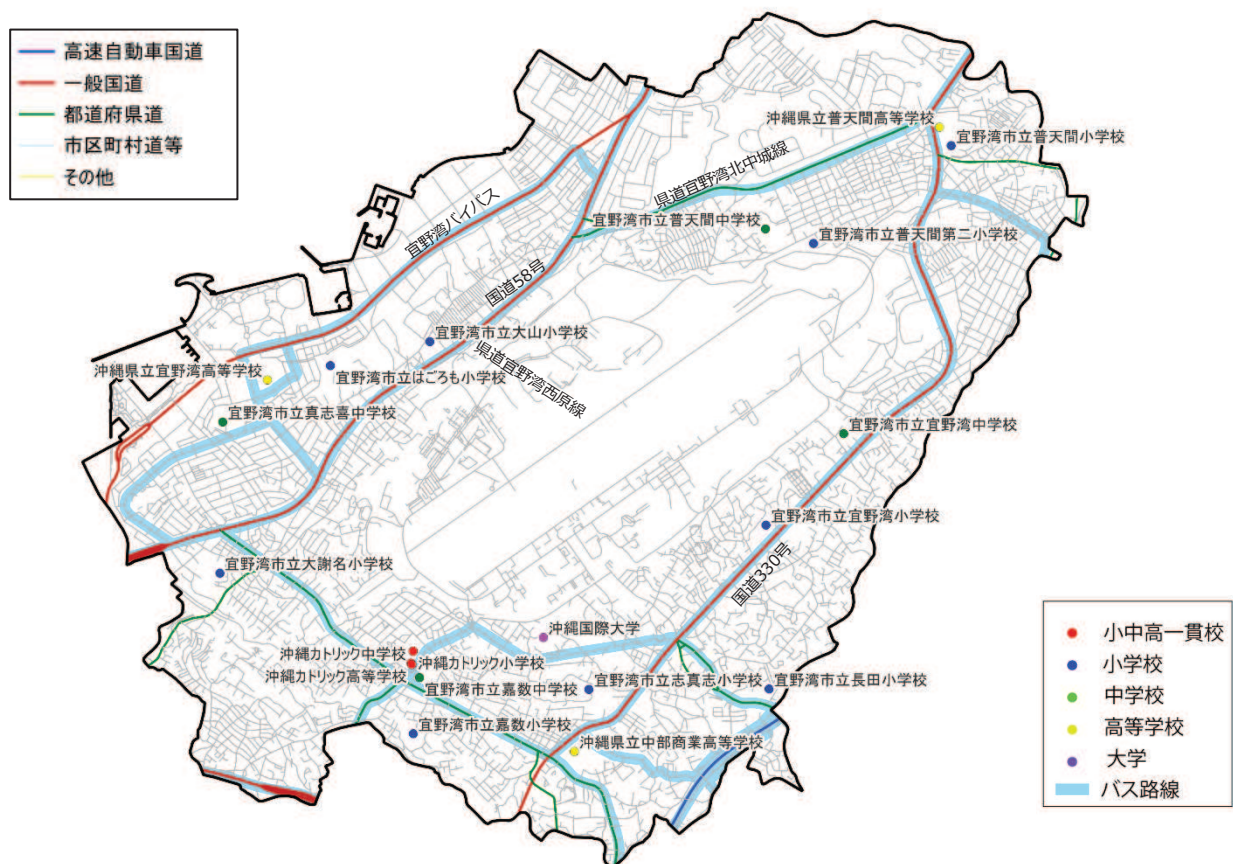 高速自動車国道
一般国道
都道府県道
市区町村道等
その他
沖縄県立普天間高等学校
宜野湾市立普天間小学校
県道宜野湾北中城線
宜野湾バイパス
宜野湾市立普天間中学校
宜野湾市立普天間第二小学校
国道58号
宜野湾市立大山小学校
県道宜野湾西原線
沖縄県立宜野湾高等学校
宜野湾市立はごろも小学校
宜野湾市立真志喜中学校
宜野湾市立宜野湾中学校
宜野湾市立宜野湾小学校
国道330号
宜野湾市立大謝名小学校
沖縄国際大学
沖縄カトリック中学校
沖縄カトリック小学校
沖縄カトリック高等学校
宜野湾市立嘉数中学校
宜野湾市立志真志小学校
宜野湾市立長田小学校
宜野湾市立嘉数小学校
沖縄県立中部商業高等学校
小中高一貫校
小学校
中学校
高等学校
大学
バス路線